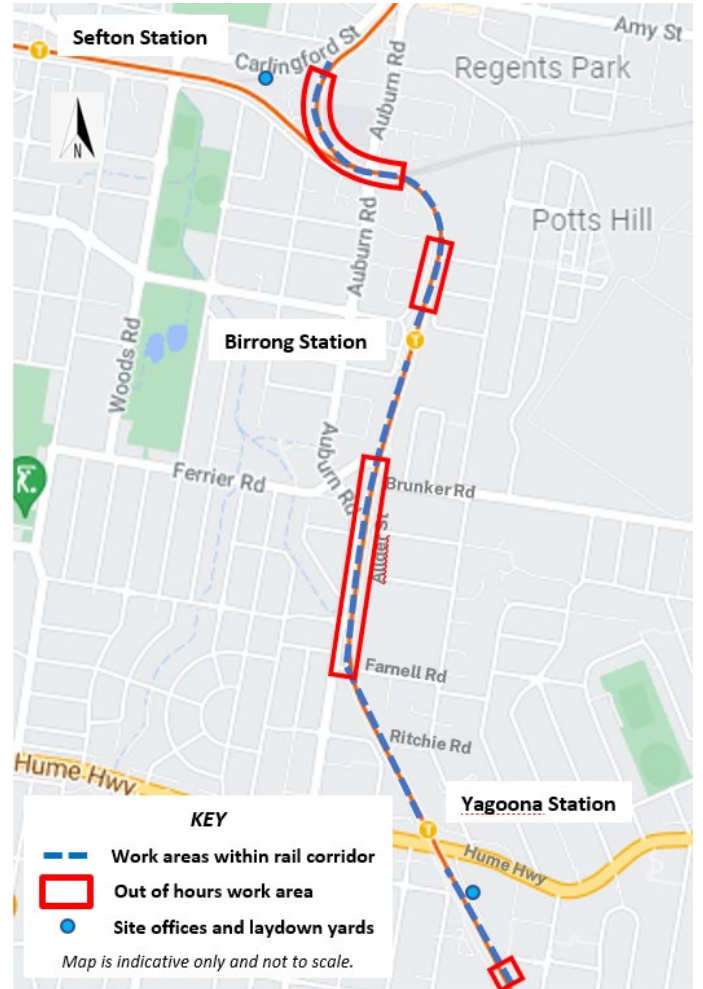 Sefton Station
Amy St
Carlingford St
Auburn Rd
Regents Park
T
N
Potts Hill
Auburn Rd
Birrong Station
T
Woods Rd
Auburn Rd
Ferrier Rd
K.
Brunker Rd
Allder St
Farnell Rd
Ritchie Rd
Hume Hwy
Yagoona Station
T
Hume Hwy
KEY
Work areas within rail corridor
Out of hours work area
Site offices and laydown yards
Map is indicative only and not to scale.